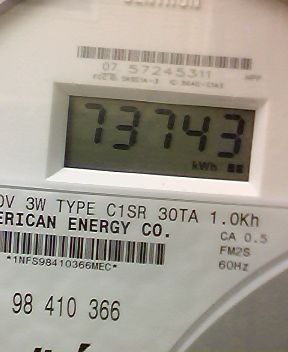 07 57245311
73743
kWh
0V 3W TYPE C1SR 30TA 1.0Kh
ERICAN ENERGY CO.
CA 0.5
FM2S
60Hz
*1NFS98410366MEC*
98 410 366